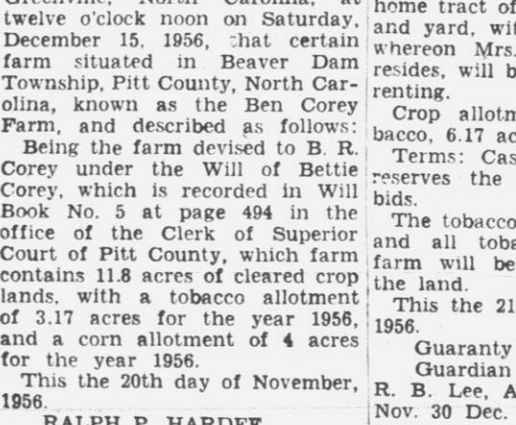 Greenville, North Carolina, at
twelve o'clock noon on Saturday,
December 15, 1956, that certain
farm situated in Beaver Dam
Township, Pitt County, North Car-
olina, known as the Ben Corey
Farm, and described as follows:
Being the farm devised to B. R.
Corey under the Will of Bettie
Corey, which is recorded in Will
Book No. 5 at page 494 in the
office of the Clerk of Superior
Court of Pitt County, which farm
contains 11.8 acres of cleared crop
lands, with a tobacco allotment
of 3.17 acres for the year 1956,
and a corn allotment of 4 acres
for the year 1956.
This the 20th day of November,
1956.
RALPH P. HARDEE
home tract of
and yard, wit
whereon Mrs.
resides, will b
renting.
Crop allotm
bacco, 6.17 ac
Terms: Cas
reserves the
bids.
The tobacco
and all toba
farm will be
the land.
This the 21
1956.
Guaranty
Guardian
R. B. Lee, A
Nov. 30 Dec.